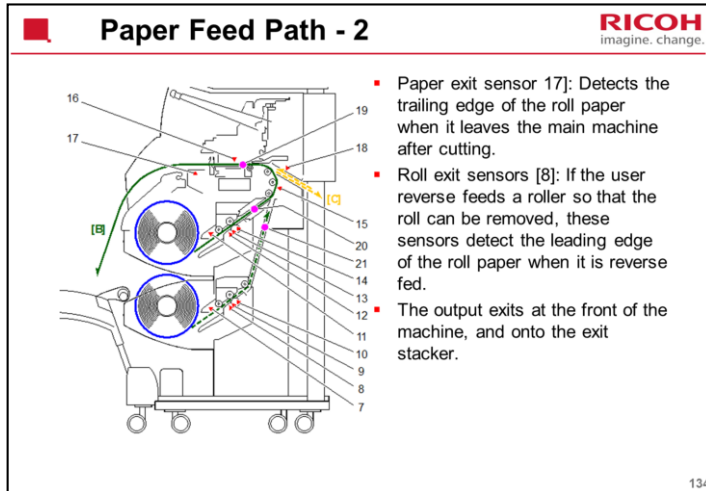 Paper Feed Path - 2
RICOH
imagine. change.
16
17
19
18
[C]
[B]
15
20
21
14
13
12
11
10
9
8
7
Paper exit sensor 17]: Detects the
trailing edge of the roll paper
when it leaves the main machine
after cutting.
Roll exit sensors [8]: If the user
reverse feeds a roller so that the
roll can be removed, these
sensors detect the leading edge
of the roll paper when it is reverse
fed.
The output exits at the front of the
machine, and onto the exit
stacker.
134